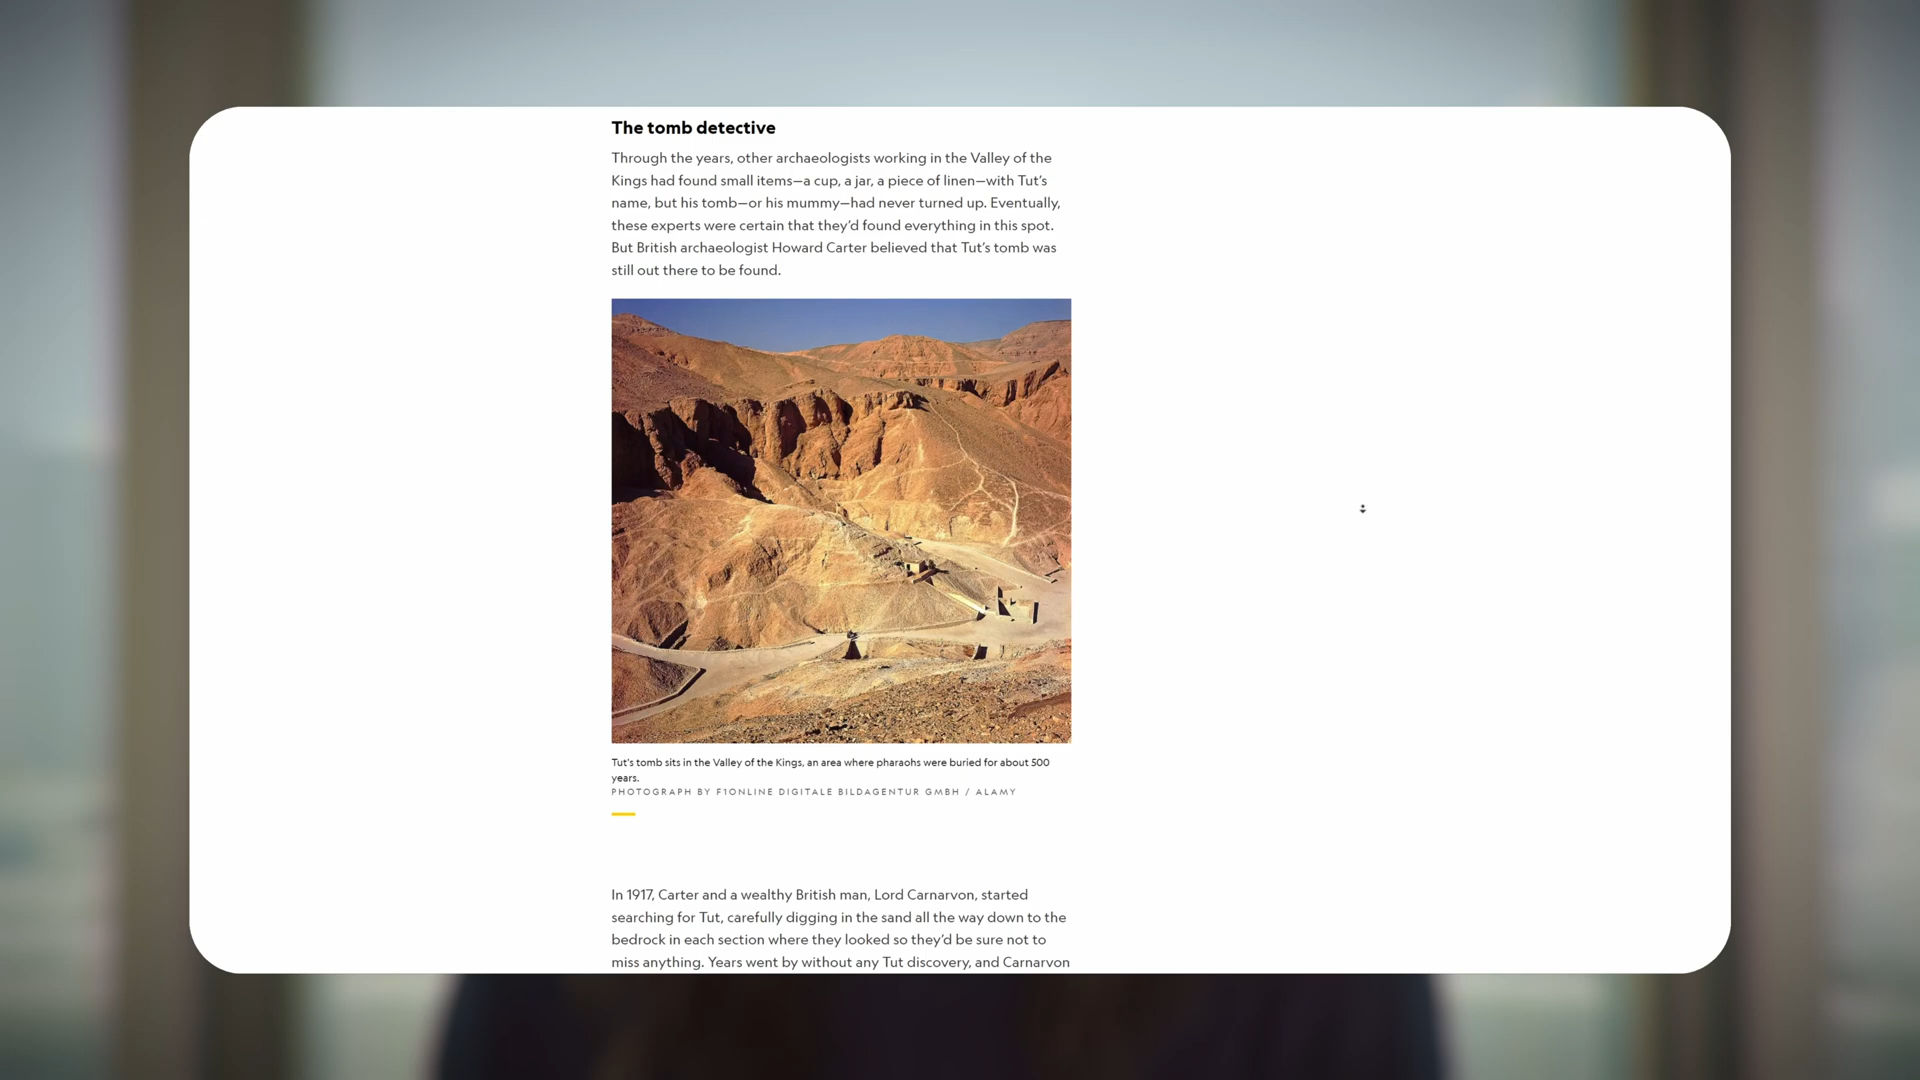 The tomb detective
Through the years, other archaeologists working in the Valley of the
Kings had found small items—a cup, a jar, a piece of linen—with Tut's
name, but his tomb—or his mummy—had never turned up. Eventually,
these experts were certain that they'd found everything in this spot.
But British archaeologist Howard Carter believed that Tut's tomb was
still out there to be found.
Tut's tomb sits in the Valley of the Kings, an area where pharaohs were buried for about 500
years.
PHOTOGRAPH BY F1ONLINE DIGITALE BILDAGENTUR GMBH / ALAMY
In 1917, Carter and a wealthy British man, Lord Carnarvon, started
searching for Tut, carefully digging in the sand all the way down to the
bedrock in each section where they looked so they'd be sure not to
miss anything. Years went by without any Tut discovery, and Carnarvon